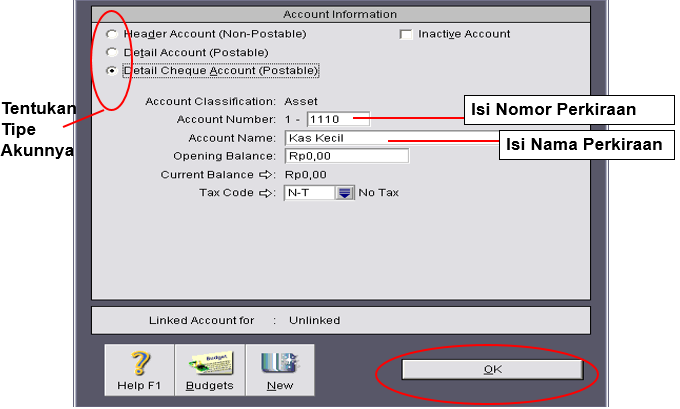 Account Information
Header Account (Non-Postable)
Inactive Account
Detail Account (Postable)
Detail Cheque Account (Postable)
Tentukan
Tipe
Akunnya
Account Classification: Asset
Account Number: 1 - 1110
Isi Nomor Perkiraan
Account Name: Kas Kecil
Isi Nama Perkiraan
Opening Balance: Rp0,00
Current Balance ⇨: Rp0,00
Tax Code ⇨: N-T No Tax
Linked Account for : Unlinked
Budget
Help F1
Budgets
New
OK